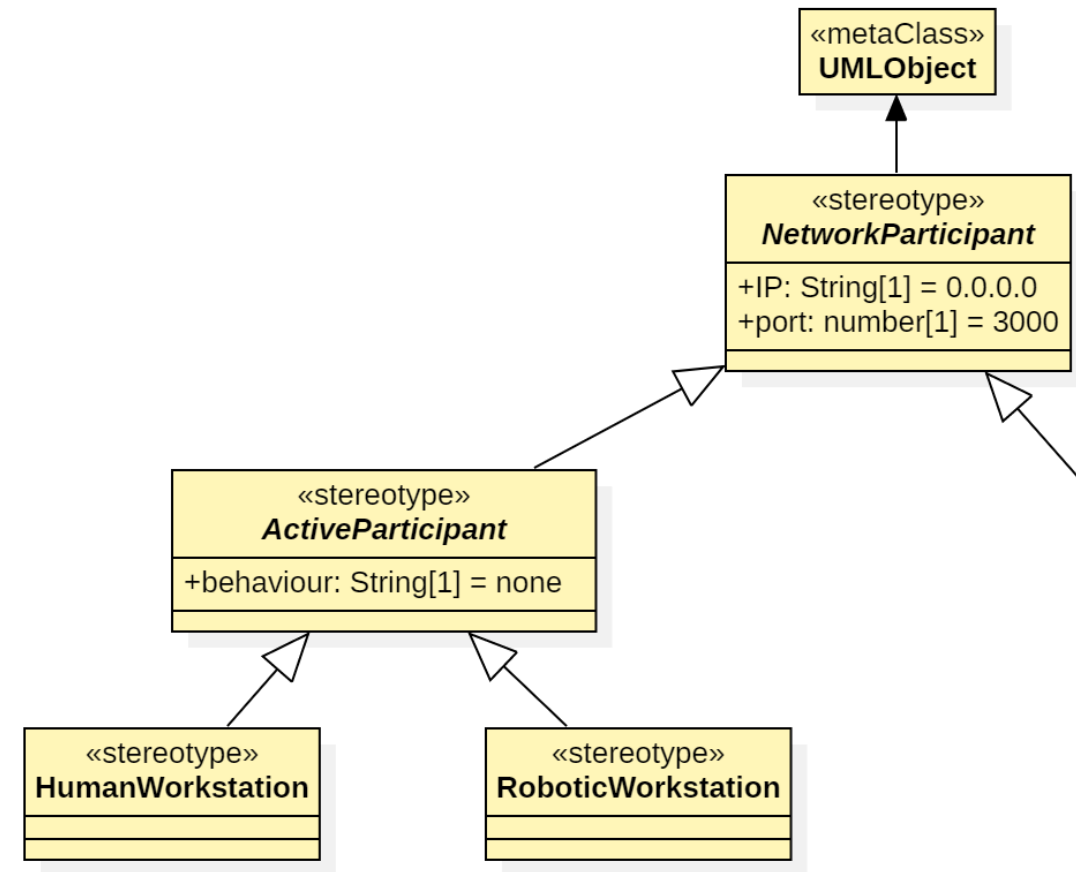 «metaClass»
UMLObject
«stereotype»
NetworkParticipant
+IP: String[1] = 0.0.0.0
+port: number[1] = 3000
«stereotype»
ActiveParticipant
+behaviour: String[1] = none
«stereotype»
HumanWorkstation
«stereotype»
RoboticWorkstation